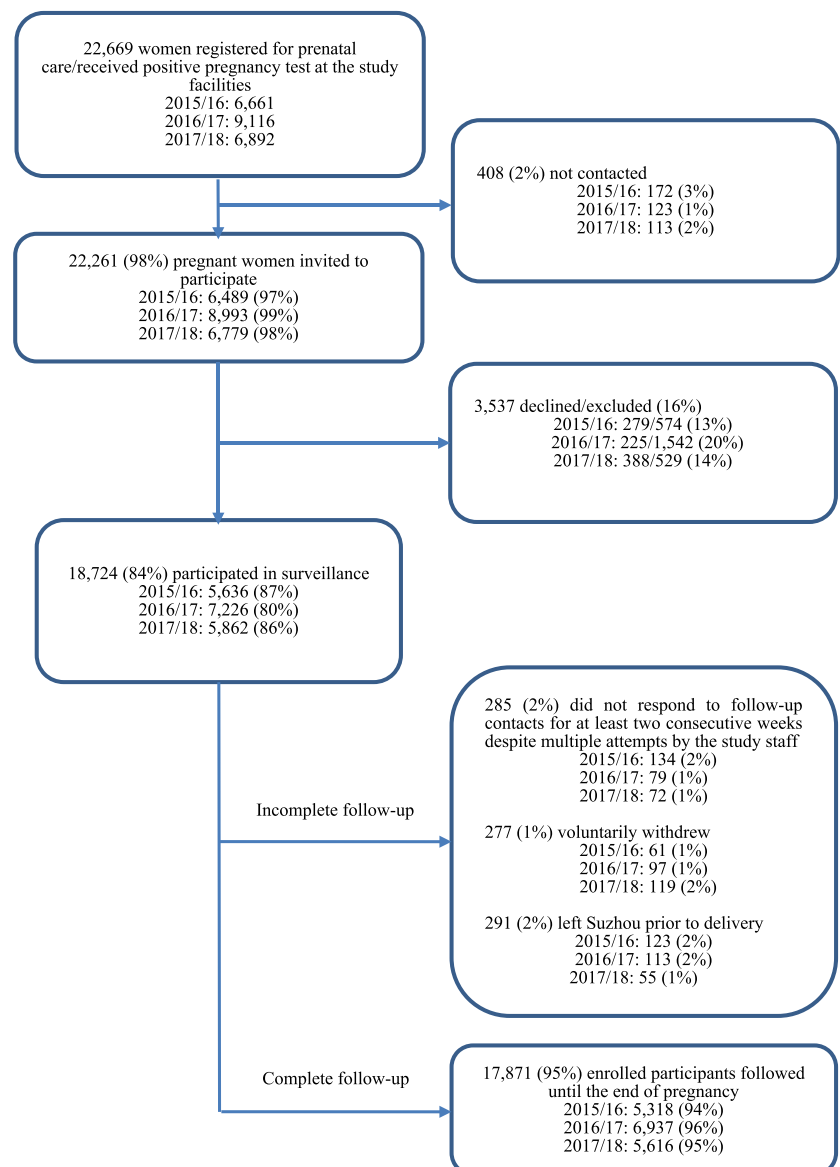 22,669 women registered for prenatal
care/received positive pregnancy test at the study
facilities
2015/16: 6,661
2016/17: 9,116
2017/18: 6,892
408 (2%) not contacted
2015/16: 172 (3%)
2016/17: 123 (1%)
2017/18: 113 (2%)
22,261 (98%) pregnant women invited to
participate
2015/16: 6,489 (97%)
2016/17: 8,993 (99%)
2017/18: 6,779 (98%)
3,537 declined/excluded (16%)
2015/16: 279/574 (13%)
2016/17: 225/1,542 (20%)
2017/18: 388/529 (14%)
18,724 (84%) participated in surveillance
2015/16: 5,636 (87%)
2016/17: 7,226 (80%)
2017/18: 5,862 (86%)
Incomplete follow-up
285 (2%) did not respond to follow-up
contacts for at least two consecutive weeks
despite multiple attempts by the study staff
2015/16: 134 (2%)
2016/17: 79 (1%)
2017/18: 72 (1%)
277 (1%) voluntarily withdrew
2015/16: 61 (1%)
2016/17: 97 (1%)
2017/18: 119 (2%)
291 (2%) left Suzhou prior to delivery
2015/16: 123 (2%)
2016/17: 113 (2%)
2017/18: 55 (1%)
Complete follow-up
17,871 (95%) enrolled participants followed
until the end of pregnancy
2015/16: 5,318 (94%)
2016/17: 6,937 (96%)
2017/18: 5,616 (95%)